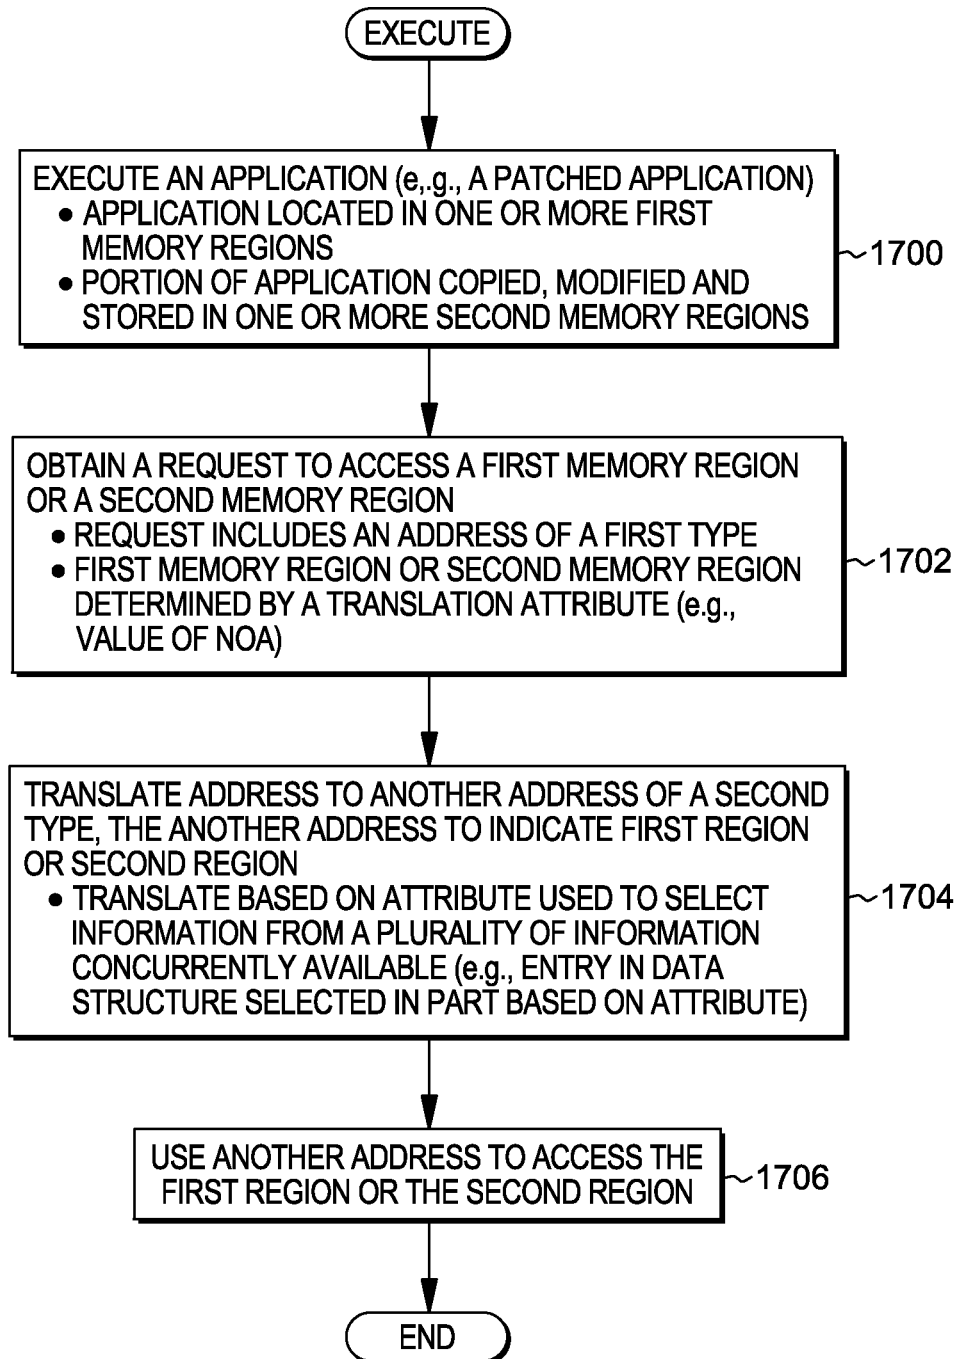 EXECUTE
EXECUTE AN APPLICATION (e,.g., A PATCHED APPLICATION)
• APPLICATION LOCATED IN ONE OR MORE FIRST
MEMORY REGIONS
• PORTION OF APPLICATION COPIED, MODIFIED AND
STORED IN ONE OR MORE SECOND MEMORY REGIONS
1700
OBTAIN A REQUEST TO ACCESS A FIRST MEMORY REGION
OR A SECOND MEMORY REGION
• REQUEST INCLUDES AN ADDRESS OF A FIRST TYPE
• FIRST MEMORY REGION OR SECOND MEMORY REGION
DETERMINED BY A TRANSLATION ATTRIBUTE (e.g.,
VALUE OF NOA)
1702
TRANSLATE ADDRESS TO ANOTHER ADDRESS OF A SECOND
TYPE, THE ANOTHER ADDRESS TO INDICATE FIRST REGION
OR SECOND REGION
• TRANSLATE BASED ON ATTRIBUTE USED TO SELECT
INFORMATION FROM A PLURALITY OF INFORMATION
CONCURRENTLY AVAILABLE (e.g., ENTRY IN DATA
STRUCTURE SELECTED IN PART BASED ON ATTRIBUTE)
1704
USE ANOTHER ADDRESS TO ACCESS THE
FIRST REGION OR THE SECOND REGION
1706
END